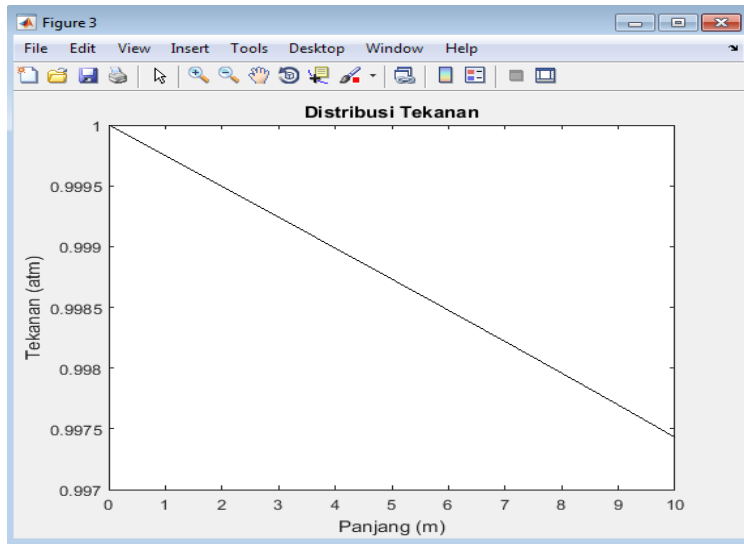 Figure 3
File Edit View Insert Tools Desktop Window Help
Distribusi Tekanan
1
0.9995
0.999
0.9985
0.998
0.9975
0.997
Tekanan (atm)
0 1 2 3 4 5 6 7 8 9 10
Panjang (m)